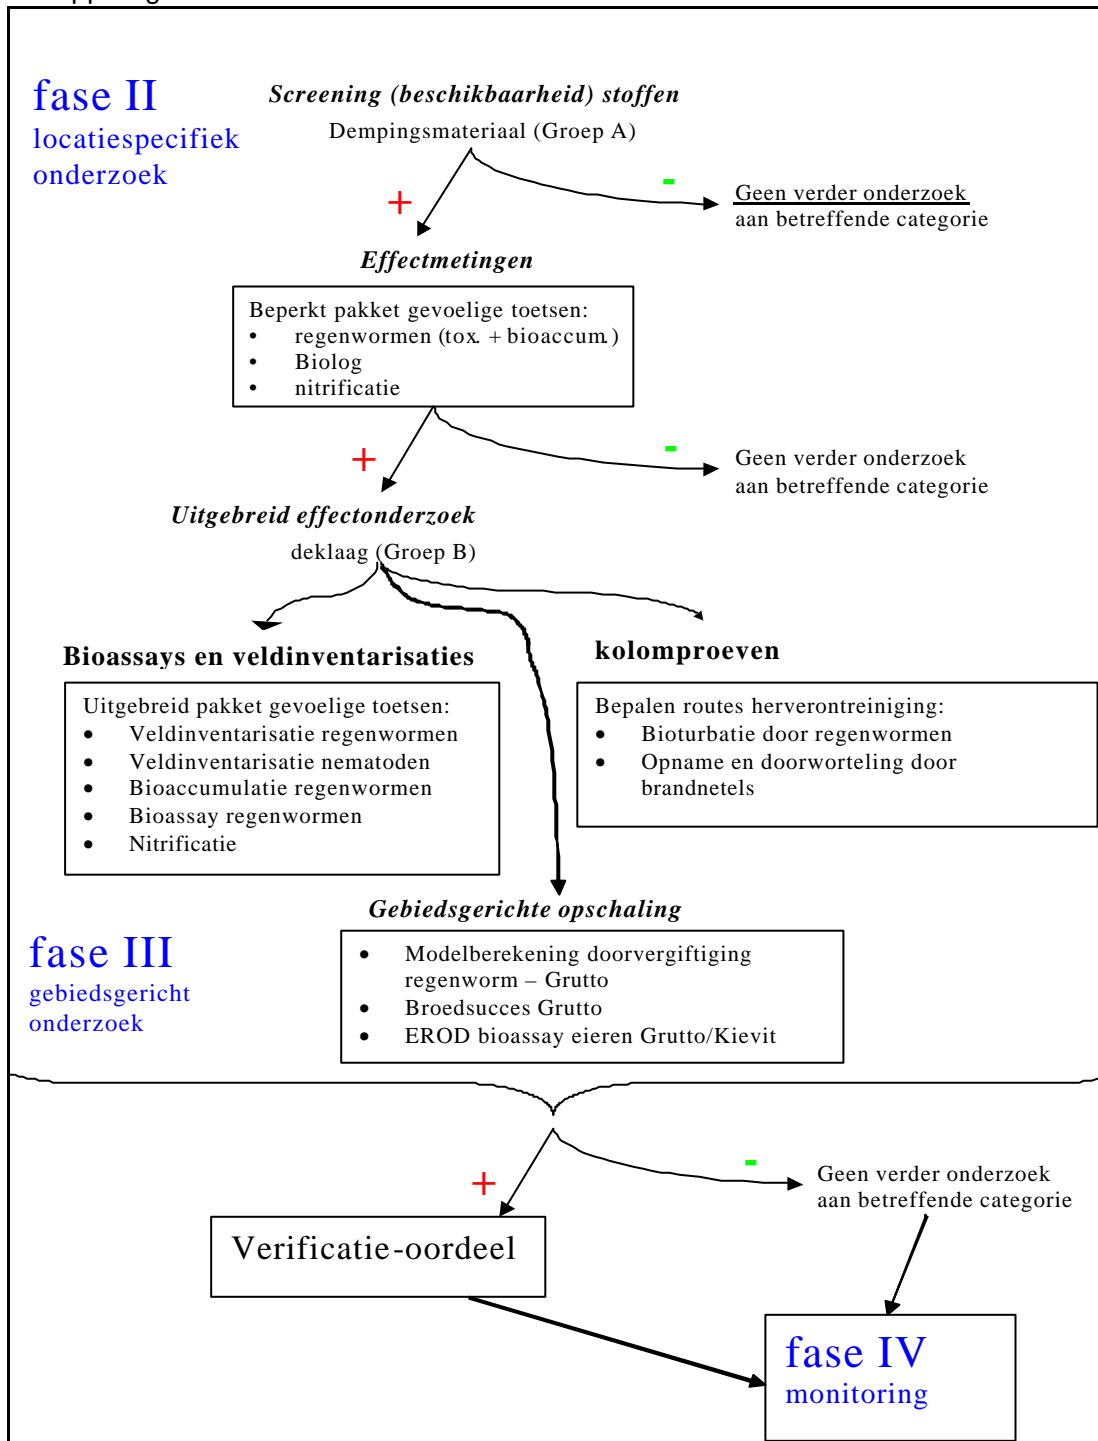 fase II
locatiespecifiek
onderzoek
Screening (beschikbaarheid) stoffen
Dempingsmateriaal (Groep A)
+
-
Geen verder onderzoek
aan betreffende categorie
Effectmetingen
Beperkt pakket gevoelige toetsen:
• regenwormen (tox. + bioaccum.)
• Biolog
• nitrificatie
+
-
Geen verder onderzoek
aan betreffende categorie
Uitgebreid effectonderzoek
deklaag (Groep B)
Bioassays en veldinventarisaties
Uitgebreid pakket gevoelige toetsen:
• Veldinventarisatie regenwormen
• Veldinventarisatie nematoden
• Bioaccumulatie regenwormen
• Bioassay regenwormen
• Nitrificatie
kolomproeven
Bepalen routes herverontreiniging:
• Bioturbatie door regenwormen
• Opname en doorworteling door
brandnetels
fase III
gebiedsgericht
onderzoek
Gebiedsgerichte opschaling
• Modelberekening doorvergiftiging
regenworm – Grutto
• Broedsucces Grutto
• EROD bioassay eieren Grutto/Kievit
+
-
Geen verder onderzoek
aan betreffende categorie
Verificatie-oordeel
fase IV
monitoring